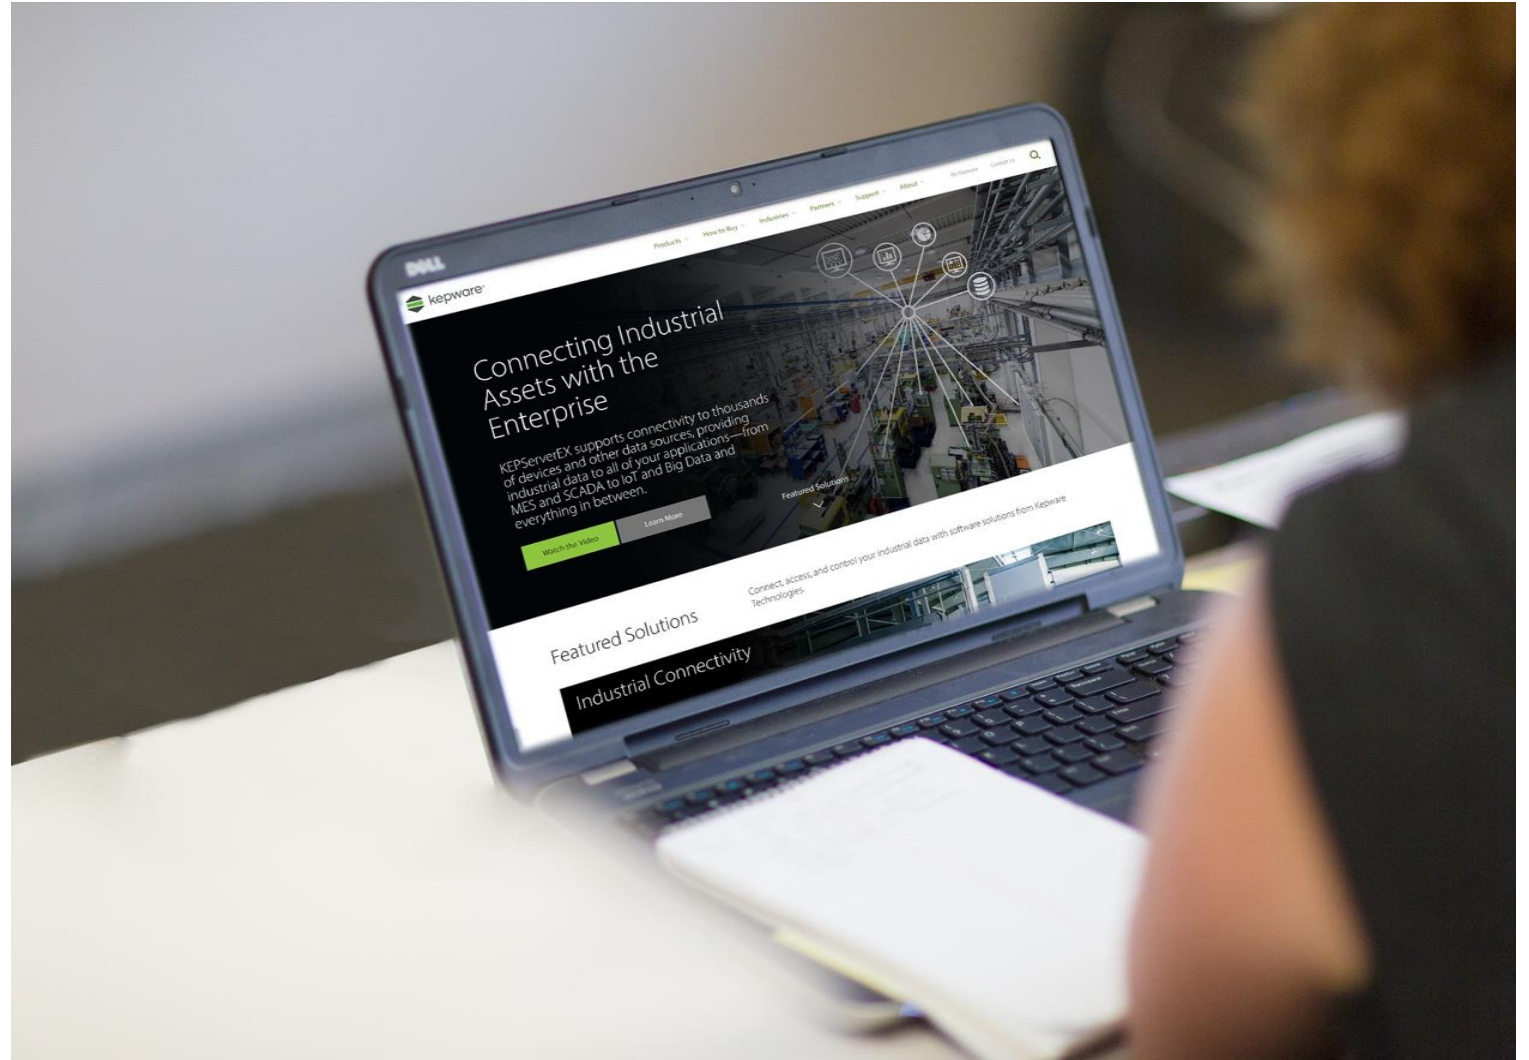 DELL
kepware
Products
How to Buy
Industries
Partners
Support
About
My Kepware
Contact Us
Connecting Industrial
Assets with the
Enterprise
KEPServerEX supports connectivity to thousands
of devices and other data sources, providing
industrial data to all of your applications—from
MES and SCADA to IoT and Big Data and
everything in between.
Watch the Video
Learn More
Featured Solutions
Featured Solutions
Connect, access, and control your industrial data with software solutions from Kepware
Technologies.
Industrial Connectivity